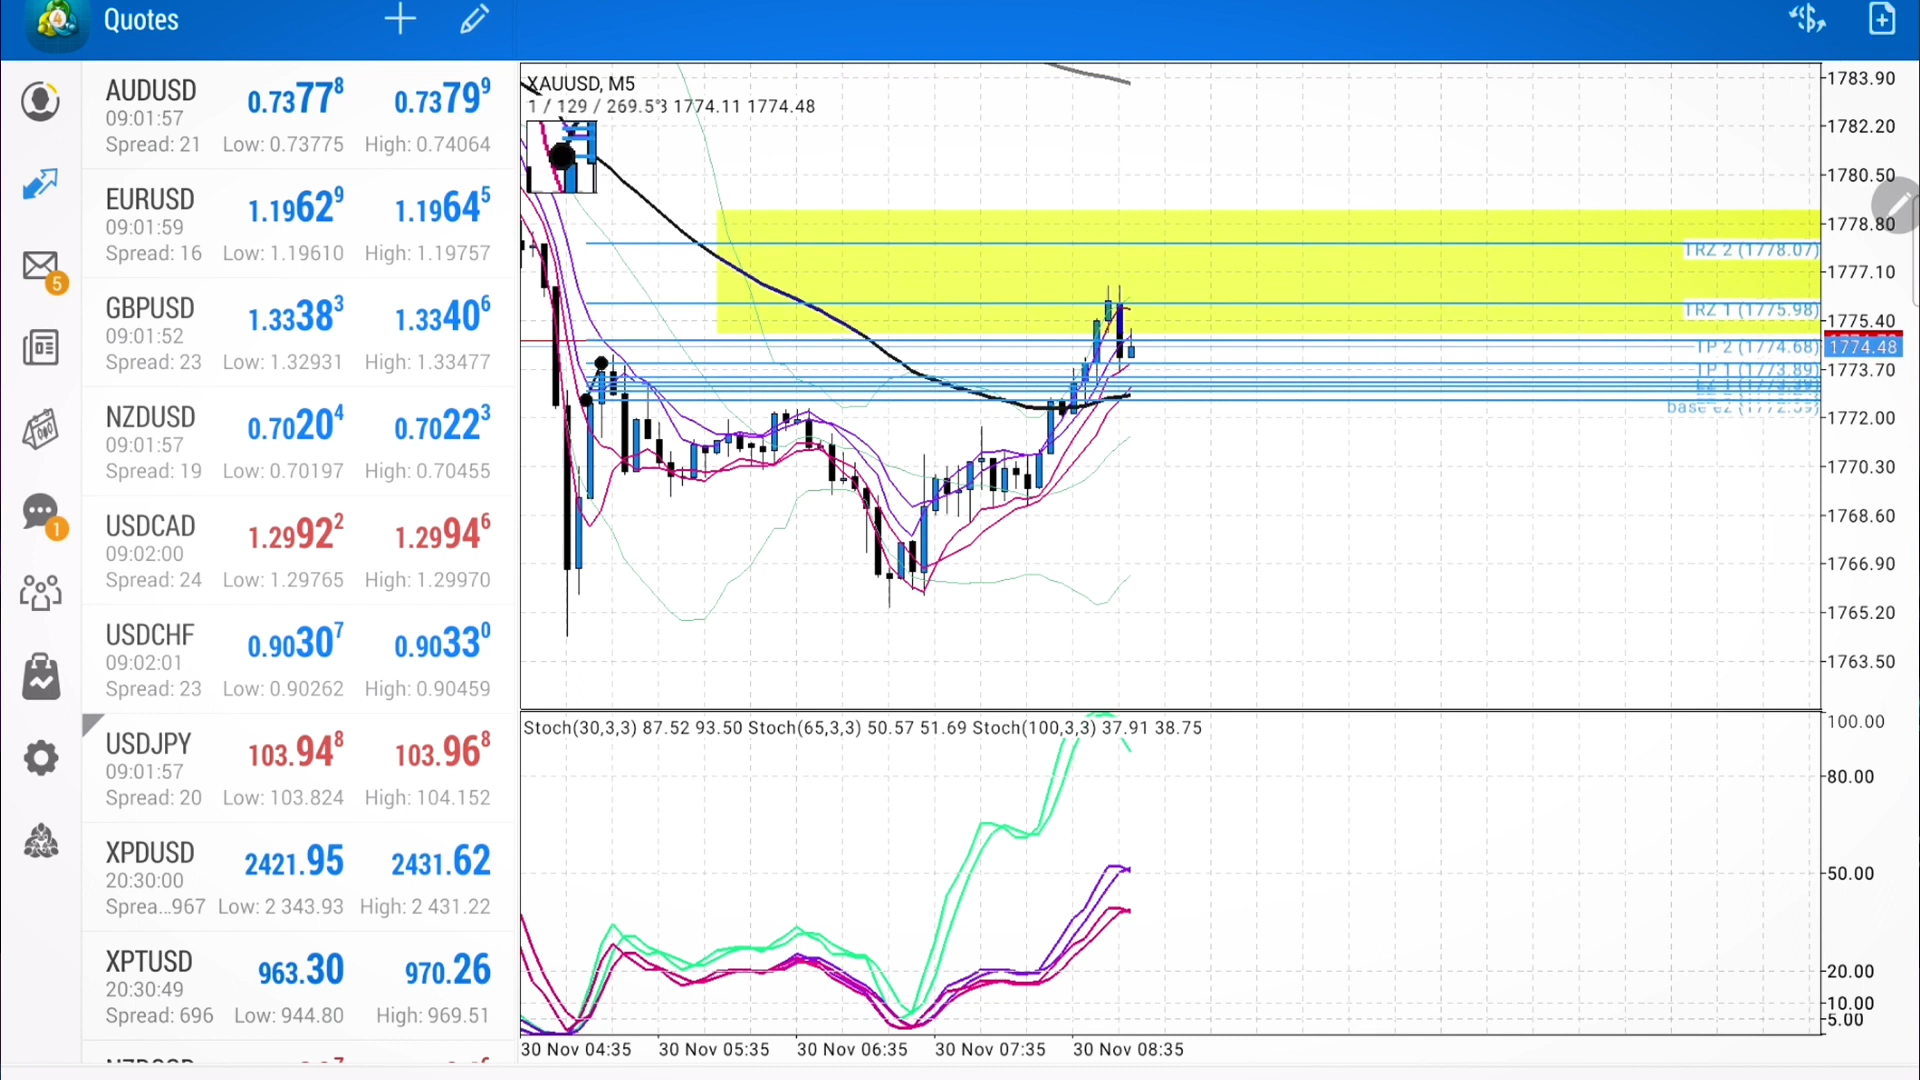 Quotes
AUDUSD 0.73778 0.73799
09:01:57
Spread: 21 Low: 0.73775 High: 0.74064
EURUSD 1.19629 1.19645
09:01:59
Spread: 16 Low: 1.19610 High: 1.19757
GBPUSD 1.33383 1.33406
09:01:52
Spread: 23 Low: 1.32931 High: 1.33477
NZDUSD 0.70204 0.70223
09:01:57
Spread: 19 Low: 0.70197 High: 0.70455
USDCAD 1.29922 1.29946
09:02:00
Spread: 24 Low: 1.29765 High: 1.29970
USDCHF 0.90307 0.90330
09:02:01
Spread: 23 Low: 0.90262 High: 0.90459
USDJPY 103.948 103.968
09:01:57
Spread: 20 Low: 103.824 High: 104.152
XPDUSD 2421.95 2431.62
20:30:00
Sprea...967 Low: 2 343.93 High: 2 431.22
XPTUSD 963.30 970.26
20:30:49
Spread: 696 Low: 944.80 High: 969.51
5
1
XAUUSD, M5
1 / 129 / 269.5° 1774.11 1774.48
TRZ 2 (1778.07)
TRZ 1 (1775.98)
TP 2 (1774.68)
TP 1 (1773.89)
base ez (1772.59)
1783.90
1782.20
1780.50
1778.80
1777.10
1775.40
1774.48
1773.70
1772.00
1770.30
1768.60
1766.90
1765.20
1763.50
Stoch(30,3,3) 87.52 93.50 Stoch(65,3,3) 50.57 51.69 Stoch(100,3,3) 37.91 38.75
100.00
80.00
50.00
20.00
10.00
5.00
30 Nov 04:35 30 Nov 05:35 30 Nov 06:35 30 Nov 07:35 30 Nov 08:35